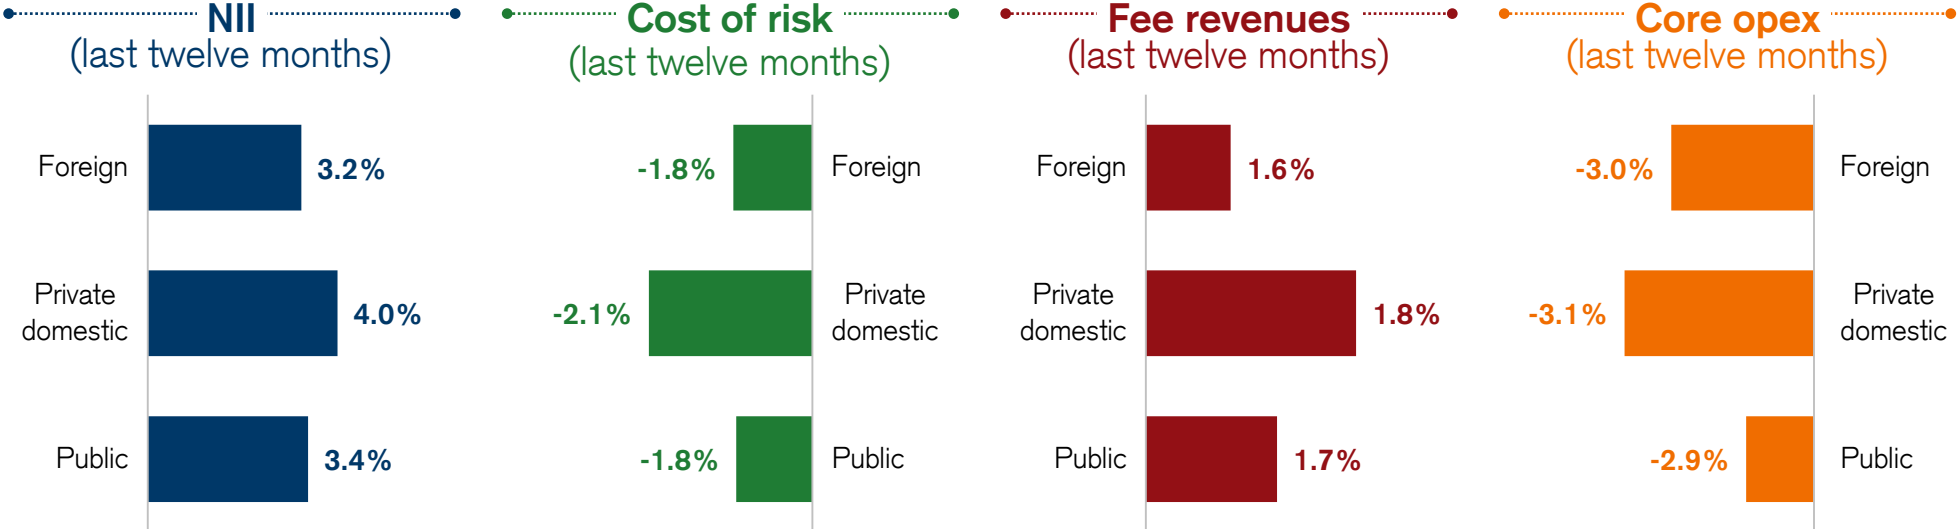 NII
(last twelve months)
Foreign
3.2%
Private
domestic
4.0%
Public
3.4%
Cost of risk
(last twelve months)
-1.8%
Foreign
-2.1%
Private
domestic
-1.8%
Public
Fee revenues
(last twelve months)
Foreign
1.6%
Private
domestic
1.8%
Public
1.7%
Core opex
(last twelve months)
-3.0%
Foreign
-3.1%
Private
domestic
-2.9%
Public